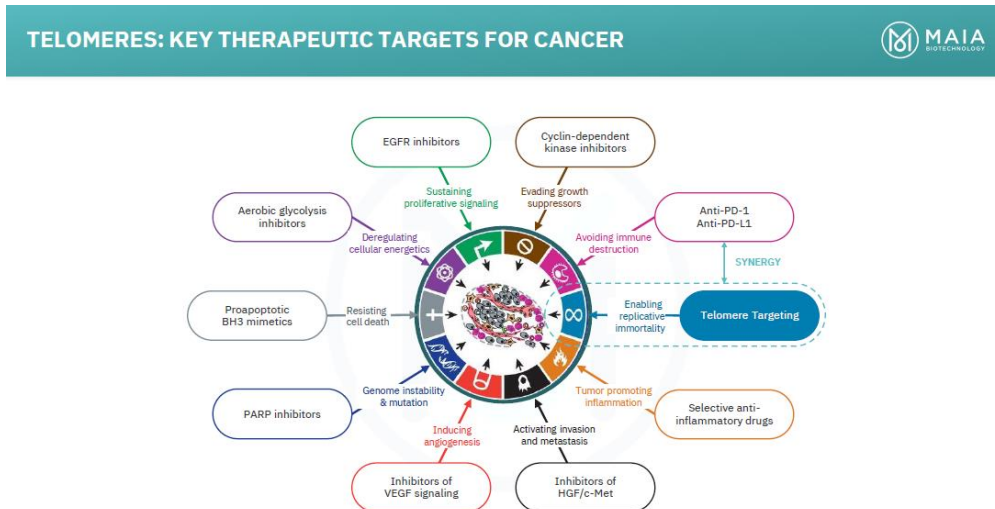 TELOMERES: KEY THERAPEUTIC TARGETS FOR CANCER
MAIA
BIOTECHNOLOGY
EGFR inhibitors
Cyclin-dependent
kinase inhibitors
Sustaining
proliferative signaling
Evading growth
suppressors
Aerobic glycolysis
inhibitors
Anti-PD-1
Anti-PD-L1
Deregulating
cellular energetics
Avoiding immune
destruction
SYNERGY
Proapoptotic
BH3 mimetics
Resisting
cell death
Enabling
replicative
immortality
Telomere Targeting
Genome instability
& mutation
Tumor promoting
inflammation
PARP inhibitors
Selective anti-
inflammatory drugs
Inducing
angiogenesis
Activating invasion
and metastasis
Inhibitors of
VEGF signaling
Inhibitors of
HGF/c-Met